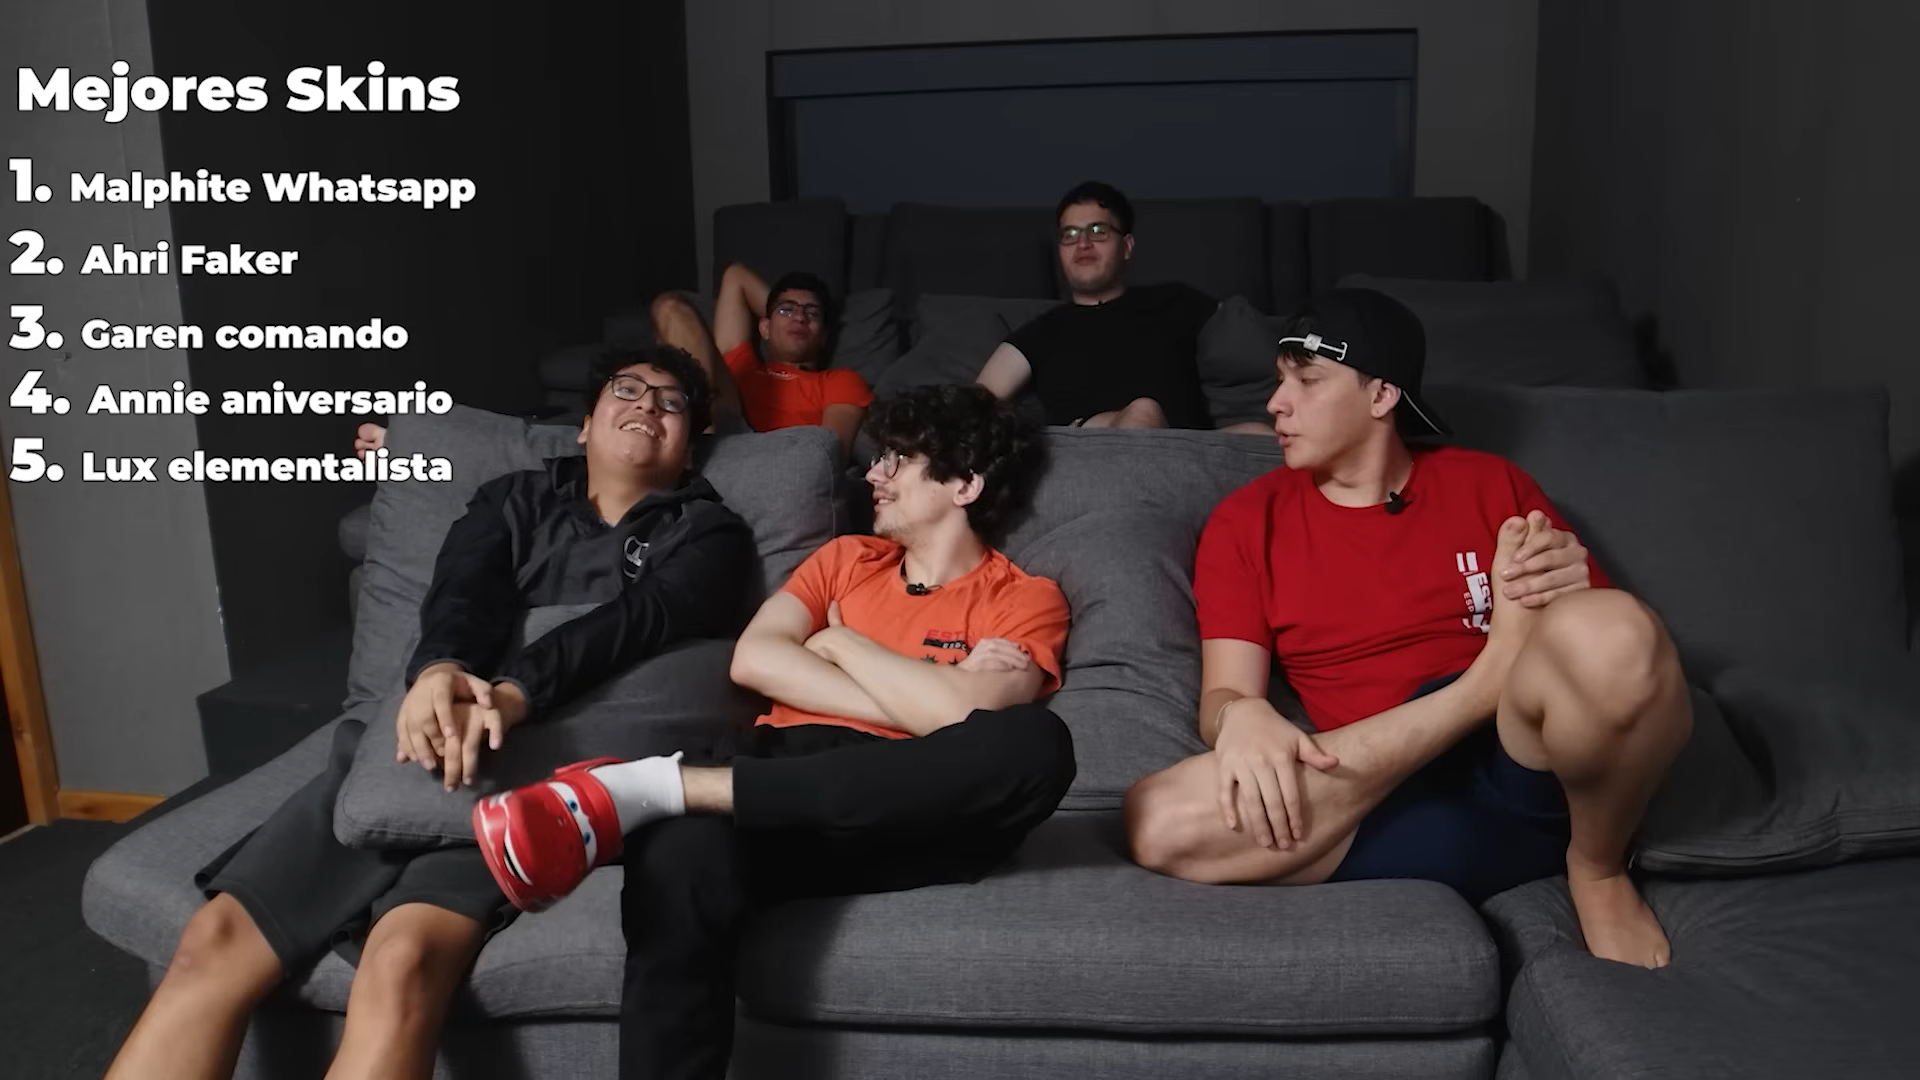 Mejores Skins
1. Malphite Whatsapp
2. Ahri Faker
3. Garen comando
4. Annie aniversario
5. Lux elementalista